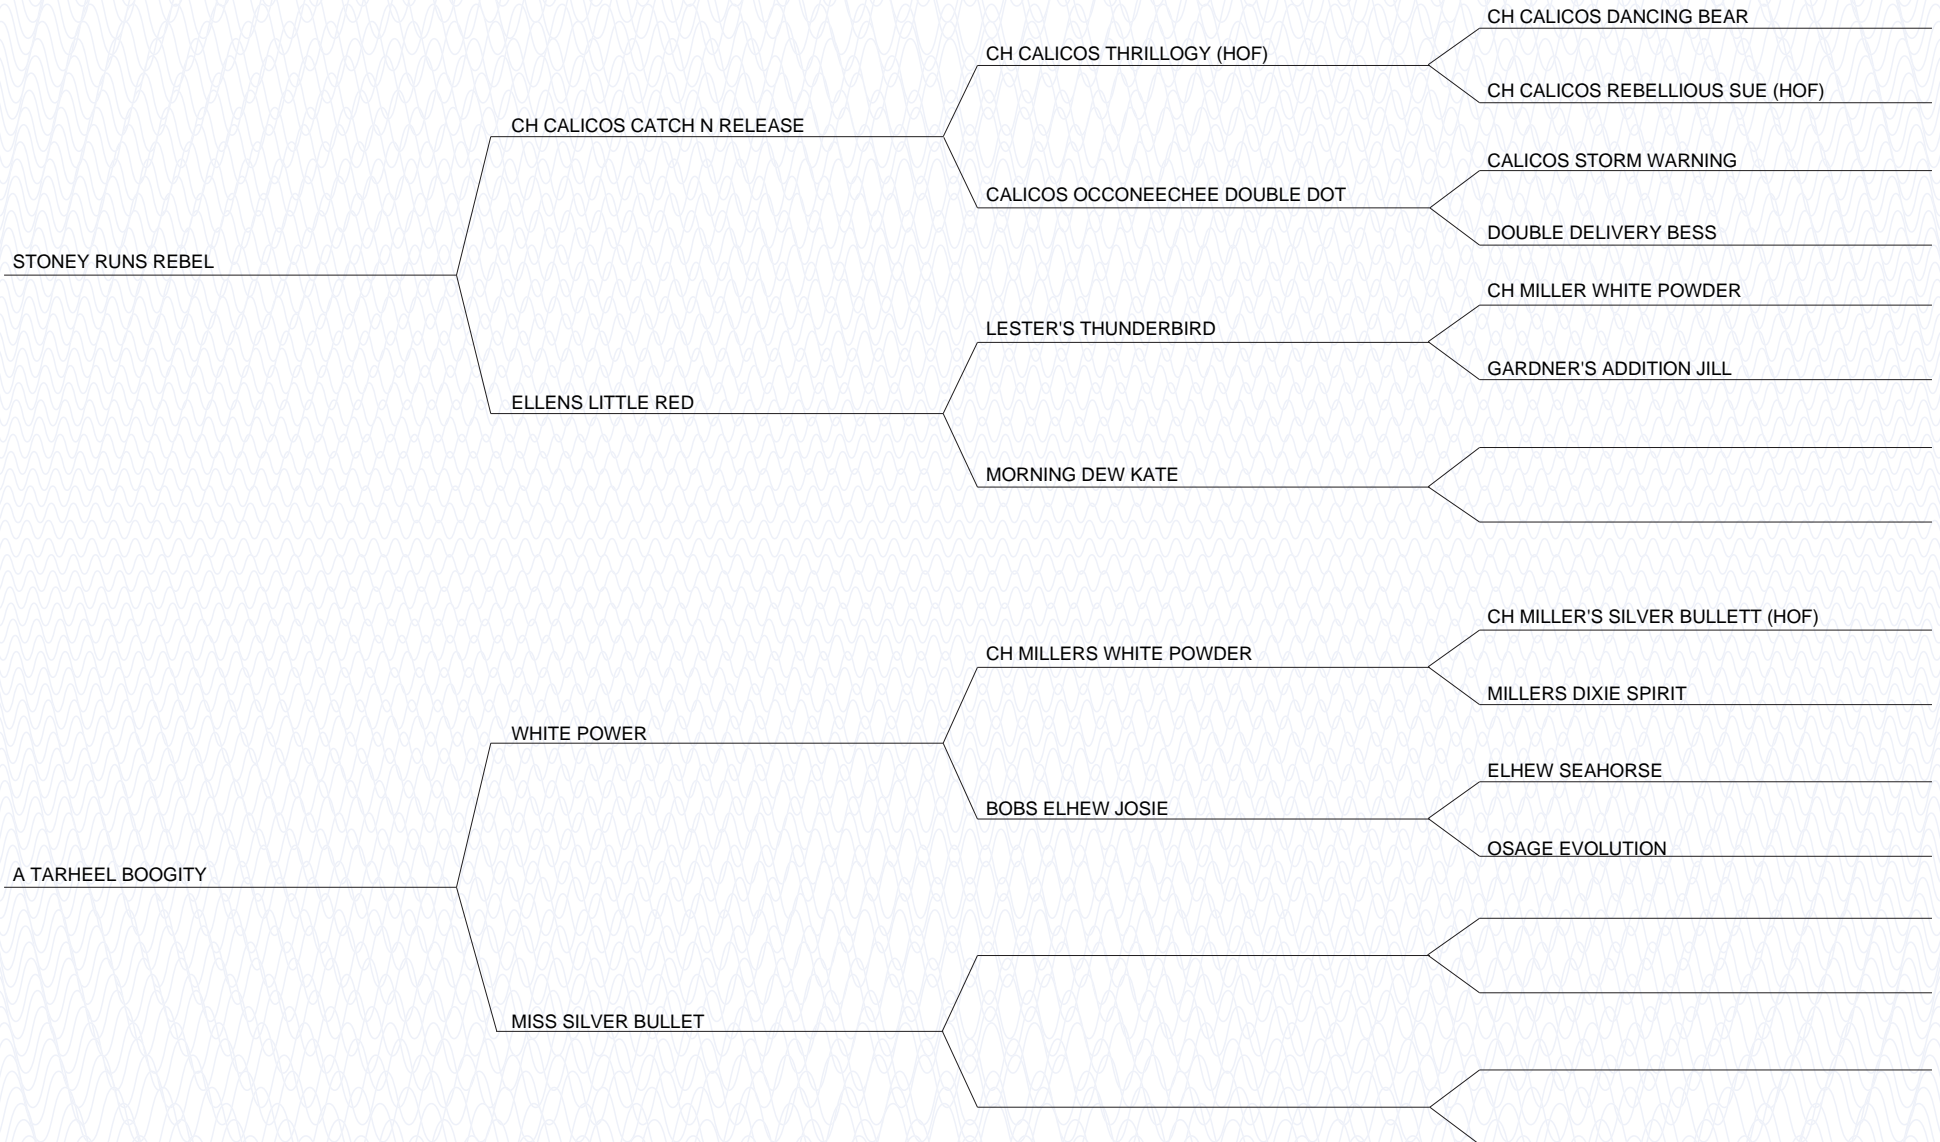 CH CALICOS DANCING BEAR
CH CALICOS THRILLOGY (HOF)
CH CALICOS REBELLIOUS SUE (HOF)
CH CALICOS CATCH N RELEASE
CALICOS STORM WARNING
CALICOS OCCONEECHEE DOUBLE DOT
DOUBLE DELIVERY BESS
STONEY RUNS REBEL
CH MILLER WHITE POWDER
LESTER'S THUNDERBIRD
GARDNER'S ADDITION JILL
ELLENS LITTLE RED
MORNING DEW KATE
CH MILLER'S SILVER BULLETT (HOF)
CH MILLERS WHITE POWDER
MILLERS DIXIE SPIRIT
WHITE POWER
ELHEW SEAHORSE
BOBS ELHEW JOSIE
OSAGE EVOLUTION
A TARHEEL BOOGITY
MISS SILVER BULLET